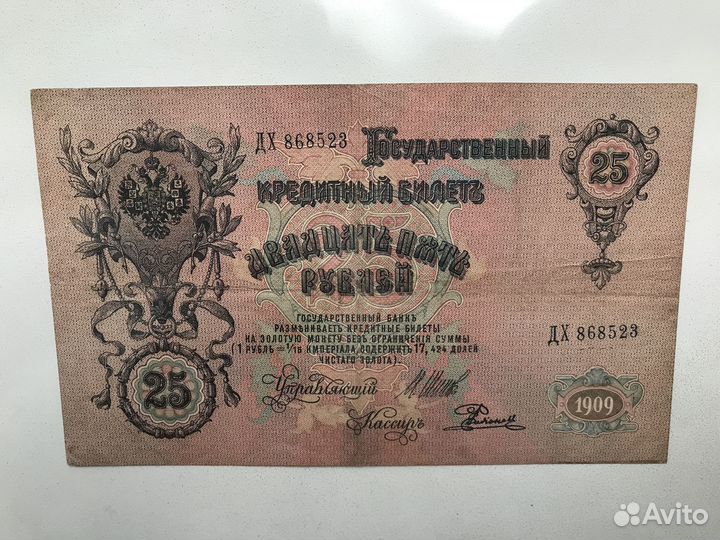 ДХ 868523
Государственный
25
Кредитный Билетъ
Двадцать пять
рублей
Государственный Банкъ
размѣниваетъ кредитные билеты
на золотую монету безъ ограниченія суммы
(1 рубль = 1/15 имперіала, содержитъ 17,424 долей
чистаго золота).
ДХ 868523
25
Управляющій
Кассиръ
1909
Avito